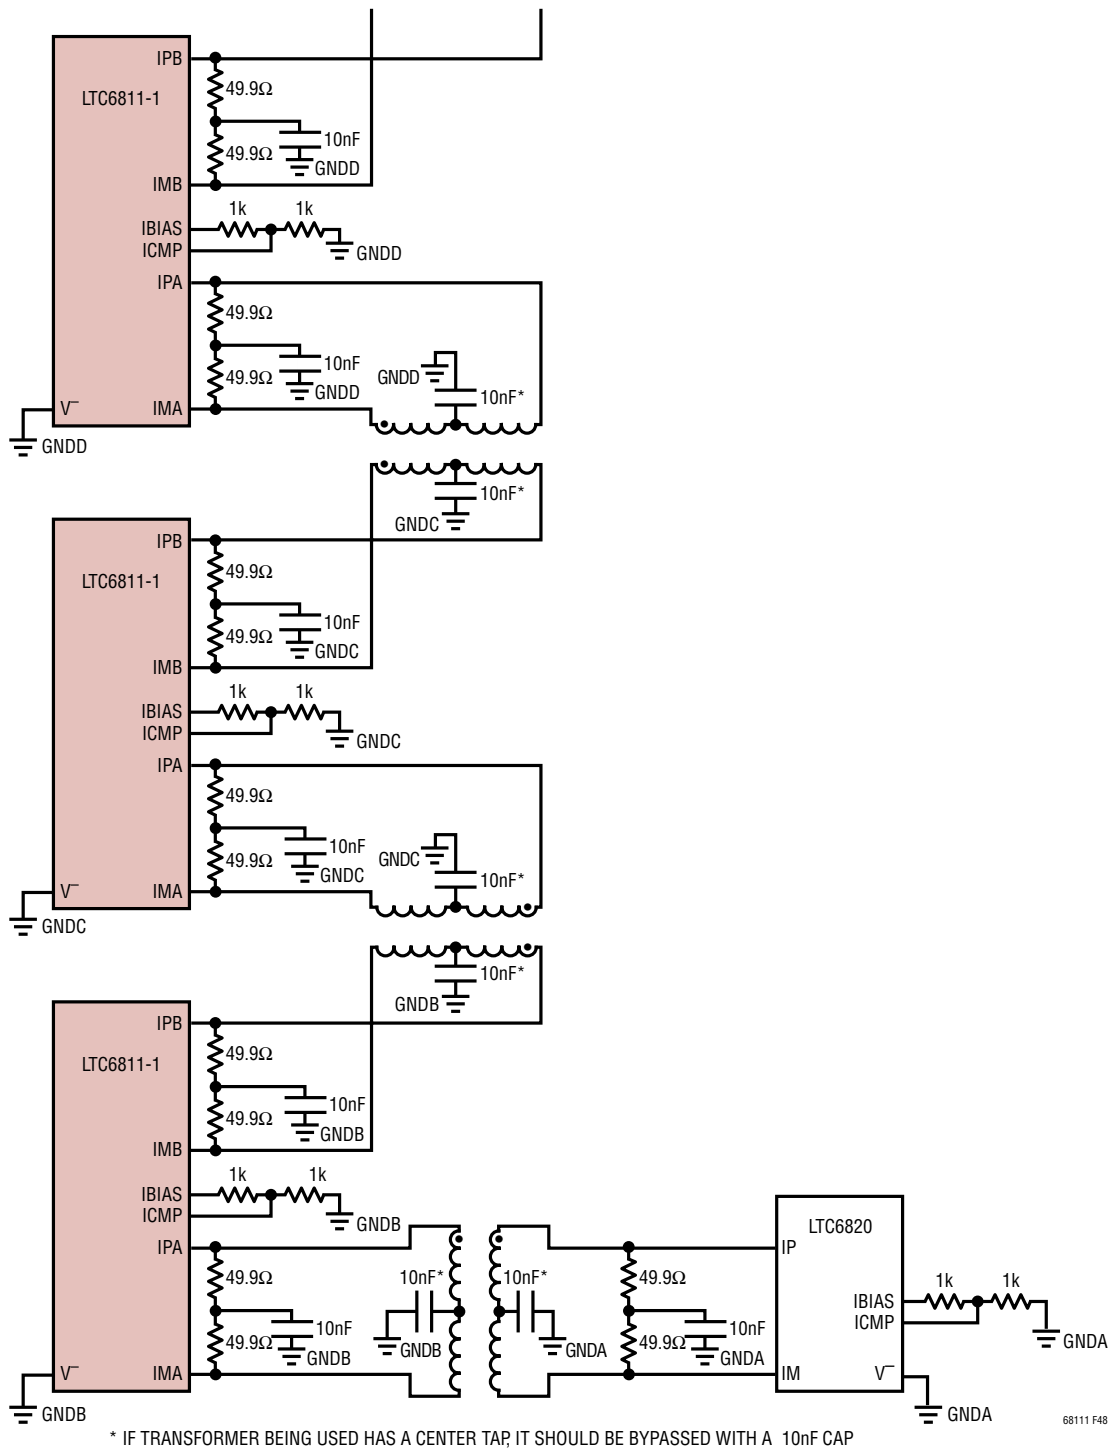 IPB
LTC6811-1
49.9Ω
10nF
49.9Ω
GNDD
IMB
1k 1k
IBIAS
ICMP
GNDD
IPA
49.9Ω
10nF
49.9Ω
GNDD
GNDD
10nF*
V– IMA
GNDD
10nF*
GNDC
IPB
LTC6811-1
49.9Ω
10nF
49.9Ω
GNDC
IMB
1k 1k
IBIAS
ICMP
GNDC
IPA
49.9Ω
10nF
49.9Ω
GNDC
GNDC
10nF*
V– IMA
GNDC
10nF*
GNDB
IPB
LTC6811-1
49.9Ω
10nF
49.9Ω
GNDB
IMB
1k 1k
IBIAS
ICMP
GNDB
IPA
49.9Ω
10nF
49.9Ω
GNDB
V– IMA
GNDB
10nF* 10nF*
GNDB GNDA
49.9Ω
10nF
49.9Ω
GNDA
LTC6820
IP
IBIAS
ICMP
1k 1k
GNDA
IM V–
GNDA
68111 F48
* IF TRANSFORMER BEING USED HAS A CENTER TAP, IT SHOULD BE BYPASSED WITH A 10nF CAP